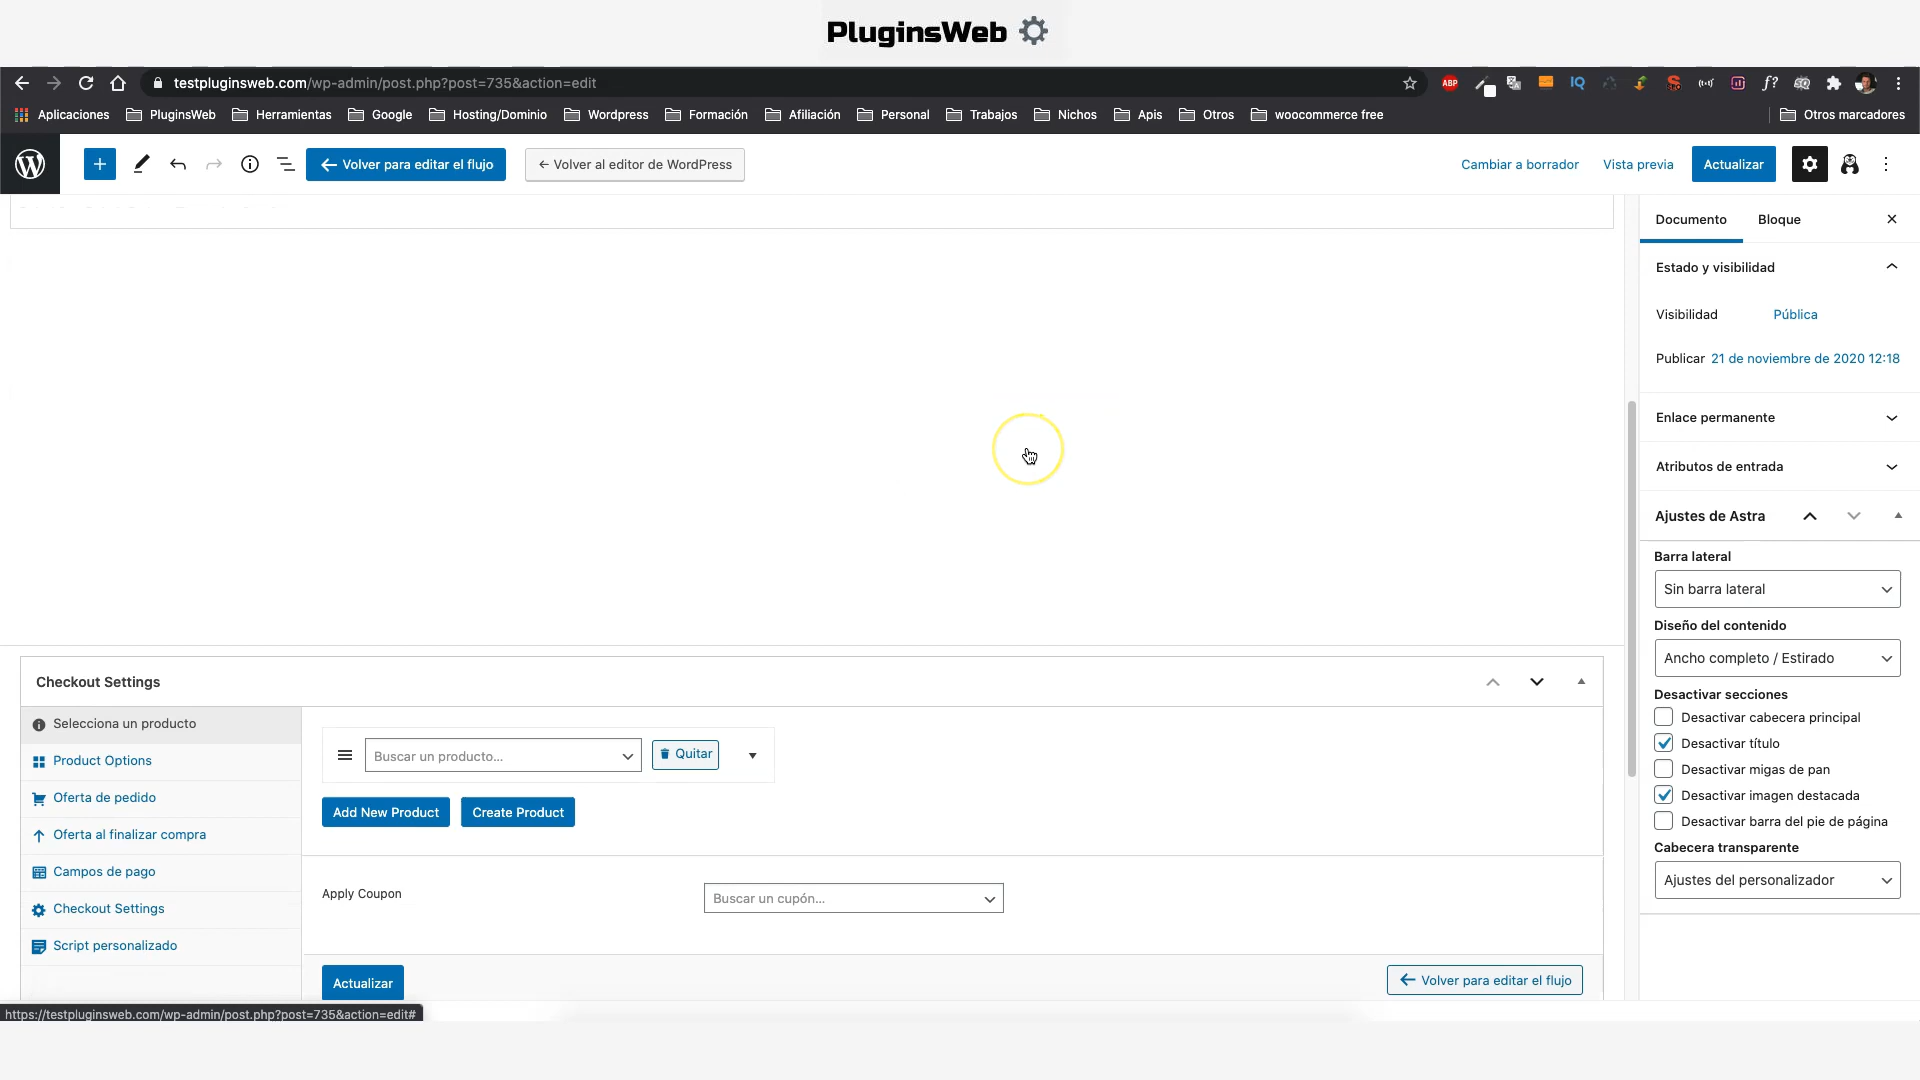 PluginsWeb
testpluginsweb.com/wp-admin/post.php?post=735&action=edit
ABP
IQ
f?
Aplicaciones PluginsWeb Herramientas Google Hosting/Dominio Wordpress Formación Afiliación Personal Trabajos Nichos Apis Otros woocommerce free Otros marcadores
← Volver para editar el flujo
← Volver al editor de WordPress
Cambiar a borrador
Vista previa
Actualizar
Documento
Bloque
Estado y visibilidad
Visibilidad Pública
Publicar 21 de noviembre de 2020 12:18
Enlace permanente
Atributos de entrada
Ajustes de Astra
Barra lateral
Sin barra lateral
Diseño del contenido
Ancho completo / Estirado
Desactivar secciones
Desactivar cabecera principal
Desactivar título
Desactivar migas de pan
Desactivar imagen destacada
Desactivar barra del pie de página
Cabecera transparente
Ajustes del personalizador
Checkout Settings
Selecciona un producto
Product Options
Oferta de pedido
Oferta al finalizar compra
Campos de pago
Checkout Settings
Script personalizado
Buscar un producto...
Quitar
Add New Product
Create Product
Apply Coupon
Buscar un cupón...
Actualizar
← Volver para editar el flujo
https://testpluginsweb.com/wp-admin/post.php?post=735&action=edit#